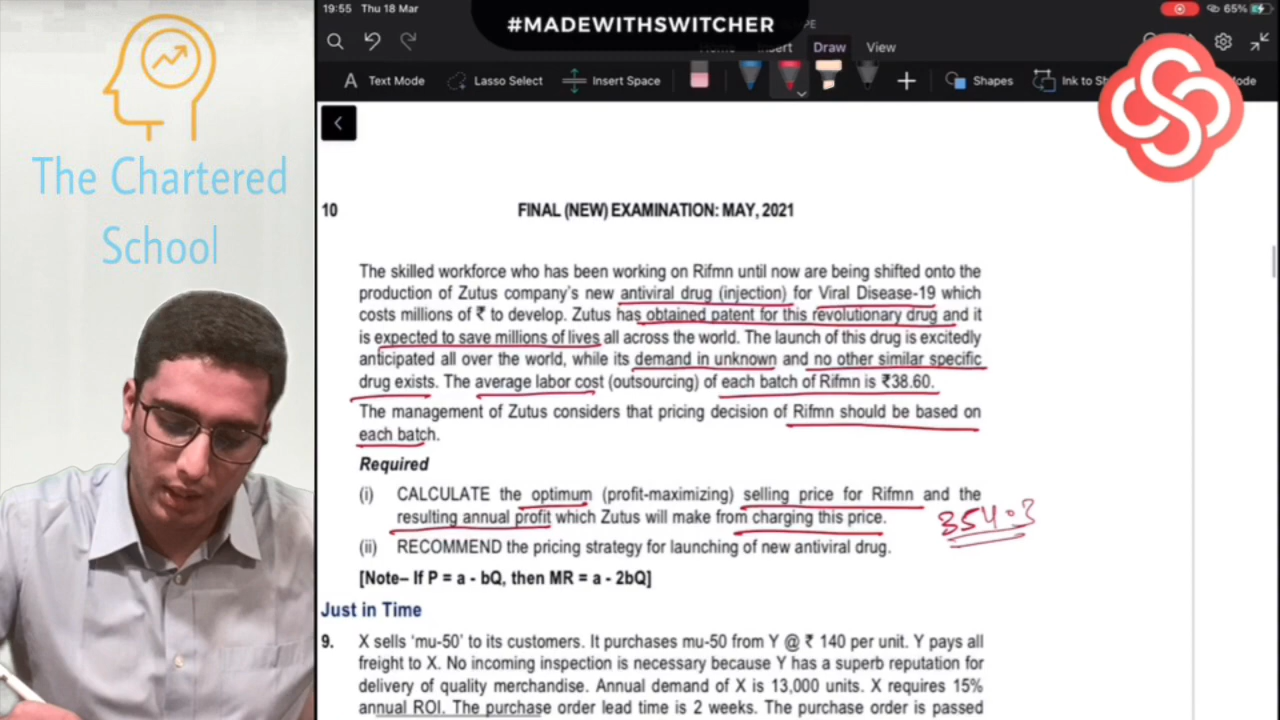 19:55 Thu 18 Mar
#MADEWITHSWITCHER
65%
Insert Draw View
Text Mode Lasso Select Insert Space Shapes Ink to Sh
The Chartered
School
10 FINAL (NEW) EXAMINATION: MAY, 2021
The skilled workforce who has been working on Rifmn until now are being shifted onto the
production of Zutus company's new antiviral drug (injection) for Viral Disease-19 which
costs millions of ₹ to develop. Zutus has obtained patent for this revolutionary drug and it
is expected to save millions of lives all across the world. The launch of this drug is excitedly
anticipated all over the world, while its demand in unknown and no other similar specific
drug exists. The average labor cost (outsourcing) of each batch of Rifmn is ₹38.60.
The management of Zutus considers that pricing decision of Rifmn should be based on
each batch.
Required
(i) CALCULATE the optimum (profit-maximizing) selling price for Rifmn and the
resulting annual profit which Zutus will make from charging this price.
354.3
(ii) RECOMMEND the pricing strategy for launching of new antiviral drug.
[Note– If P = a - bQ, then MR = a - 2bQ]
Just in Time
9. X sells 'mu-50' to its customers. It purchases mu-50 from Y @ ₹ 140 per unit. Y pays all
freight to X. No incoming inspection is necessary because Y has a superb reputation for
delivery of quality merchandise. Annual demand of X is 13,000 units. X requires 15%
annual ROI. The purchase order lead time is 2 weeks. The purchase order is passed